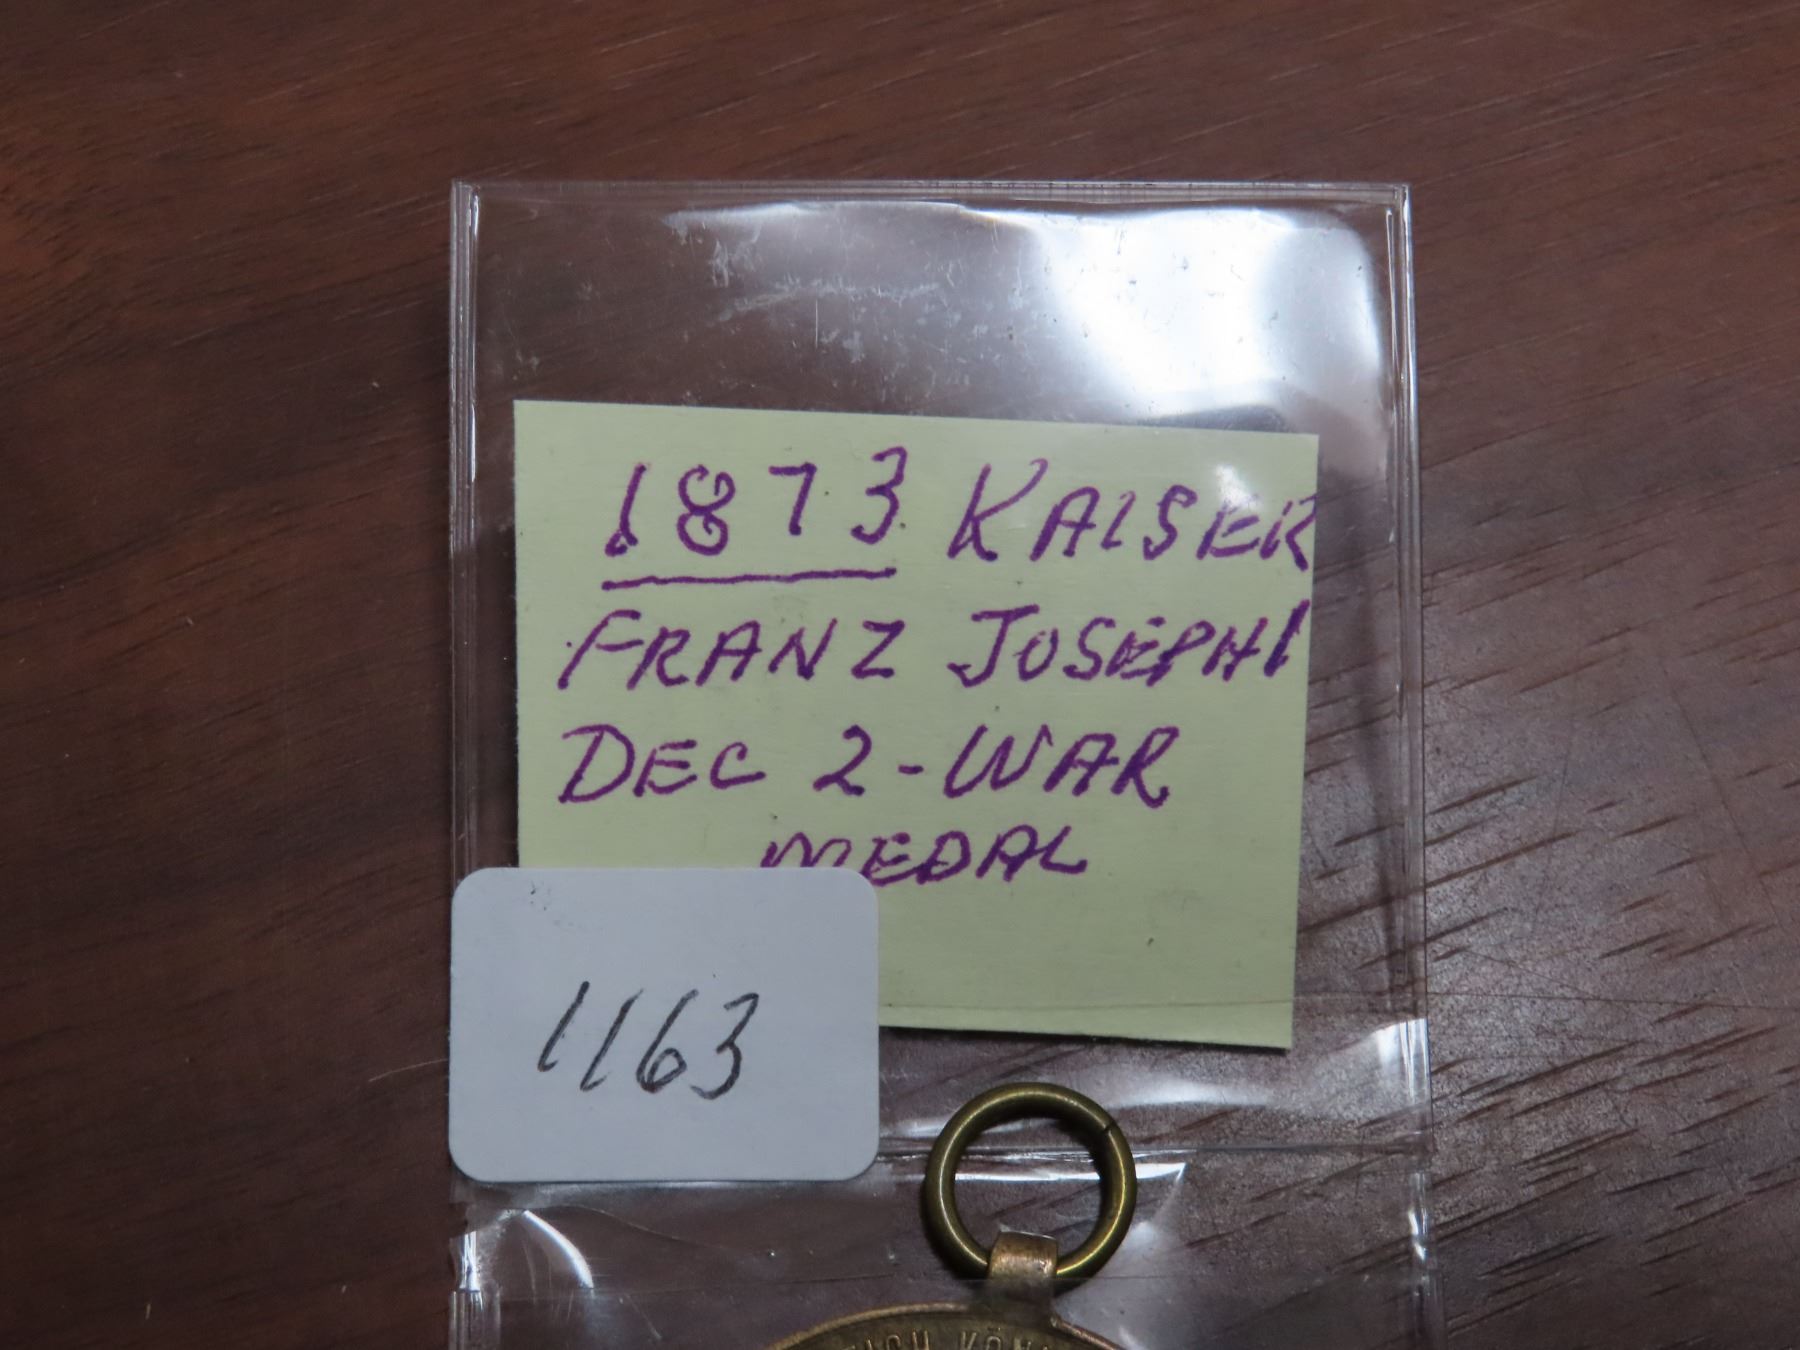 1873 KAISER
FRANZ JOSEPH I
DEC 2-WAR
MEDAL
1163